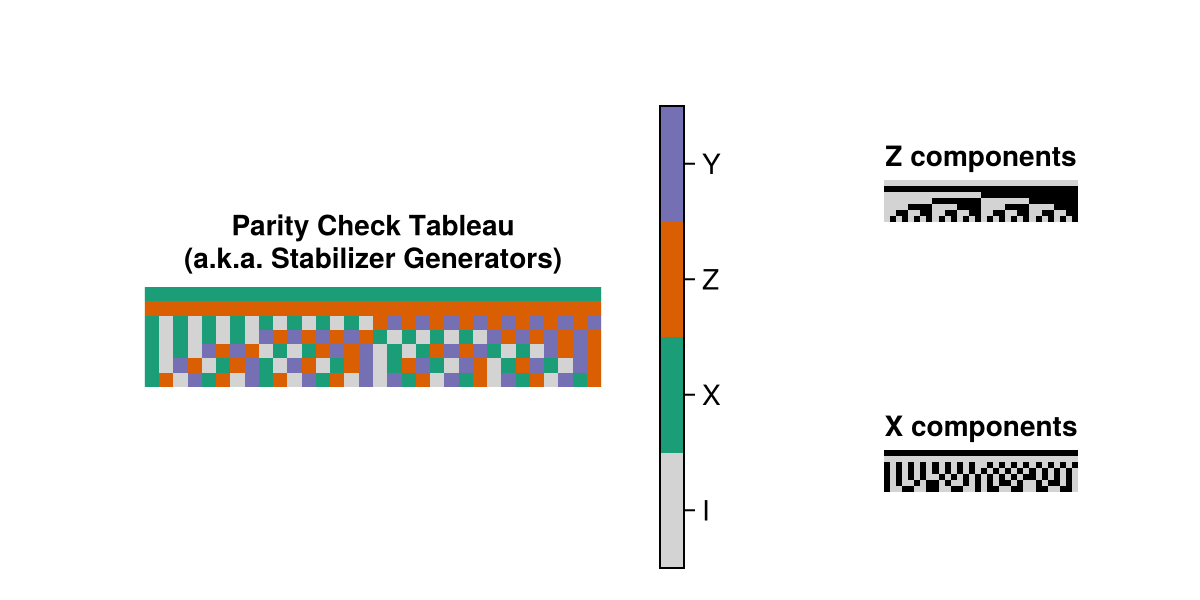 Parity Check Tableau
(a.k.a. Stabilizer Generators)
Y
Z
X
I
Z components
X components